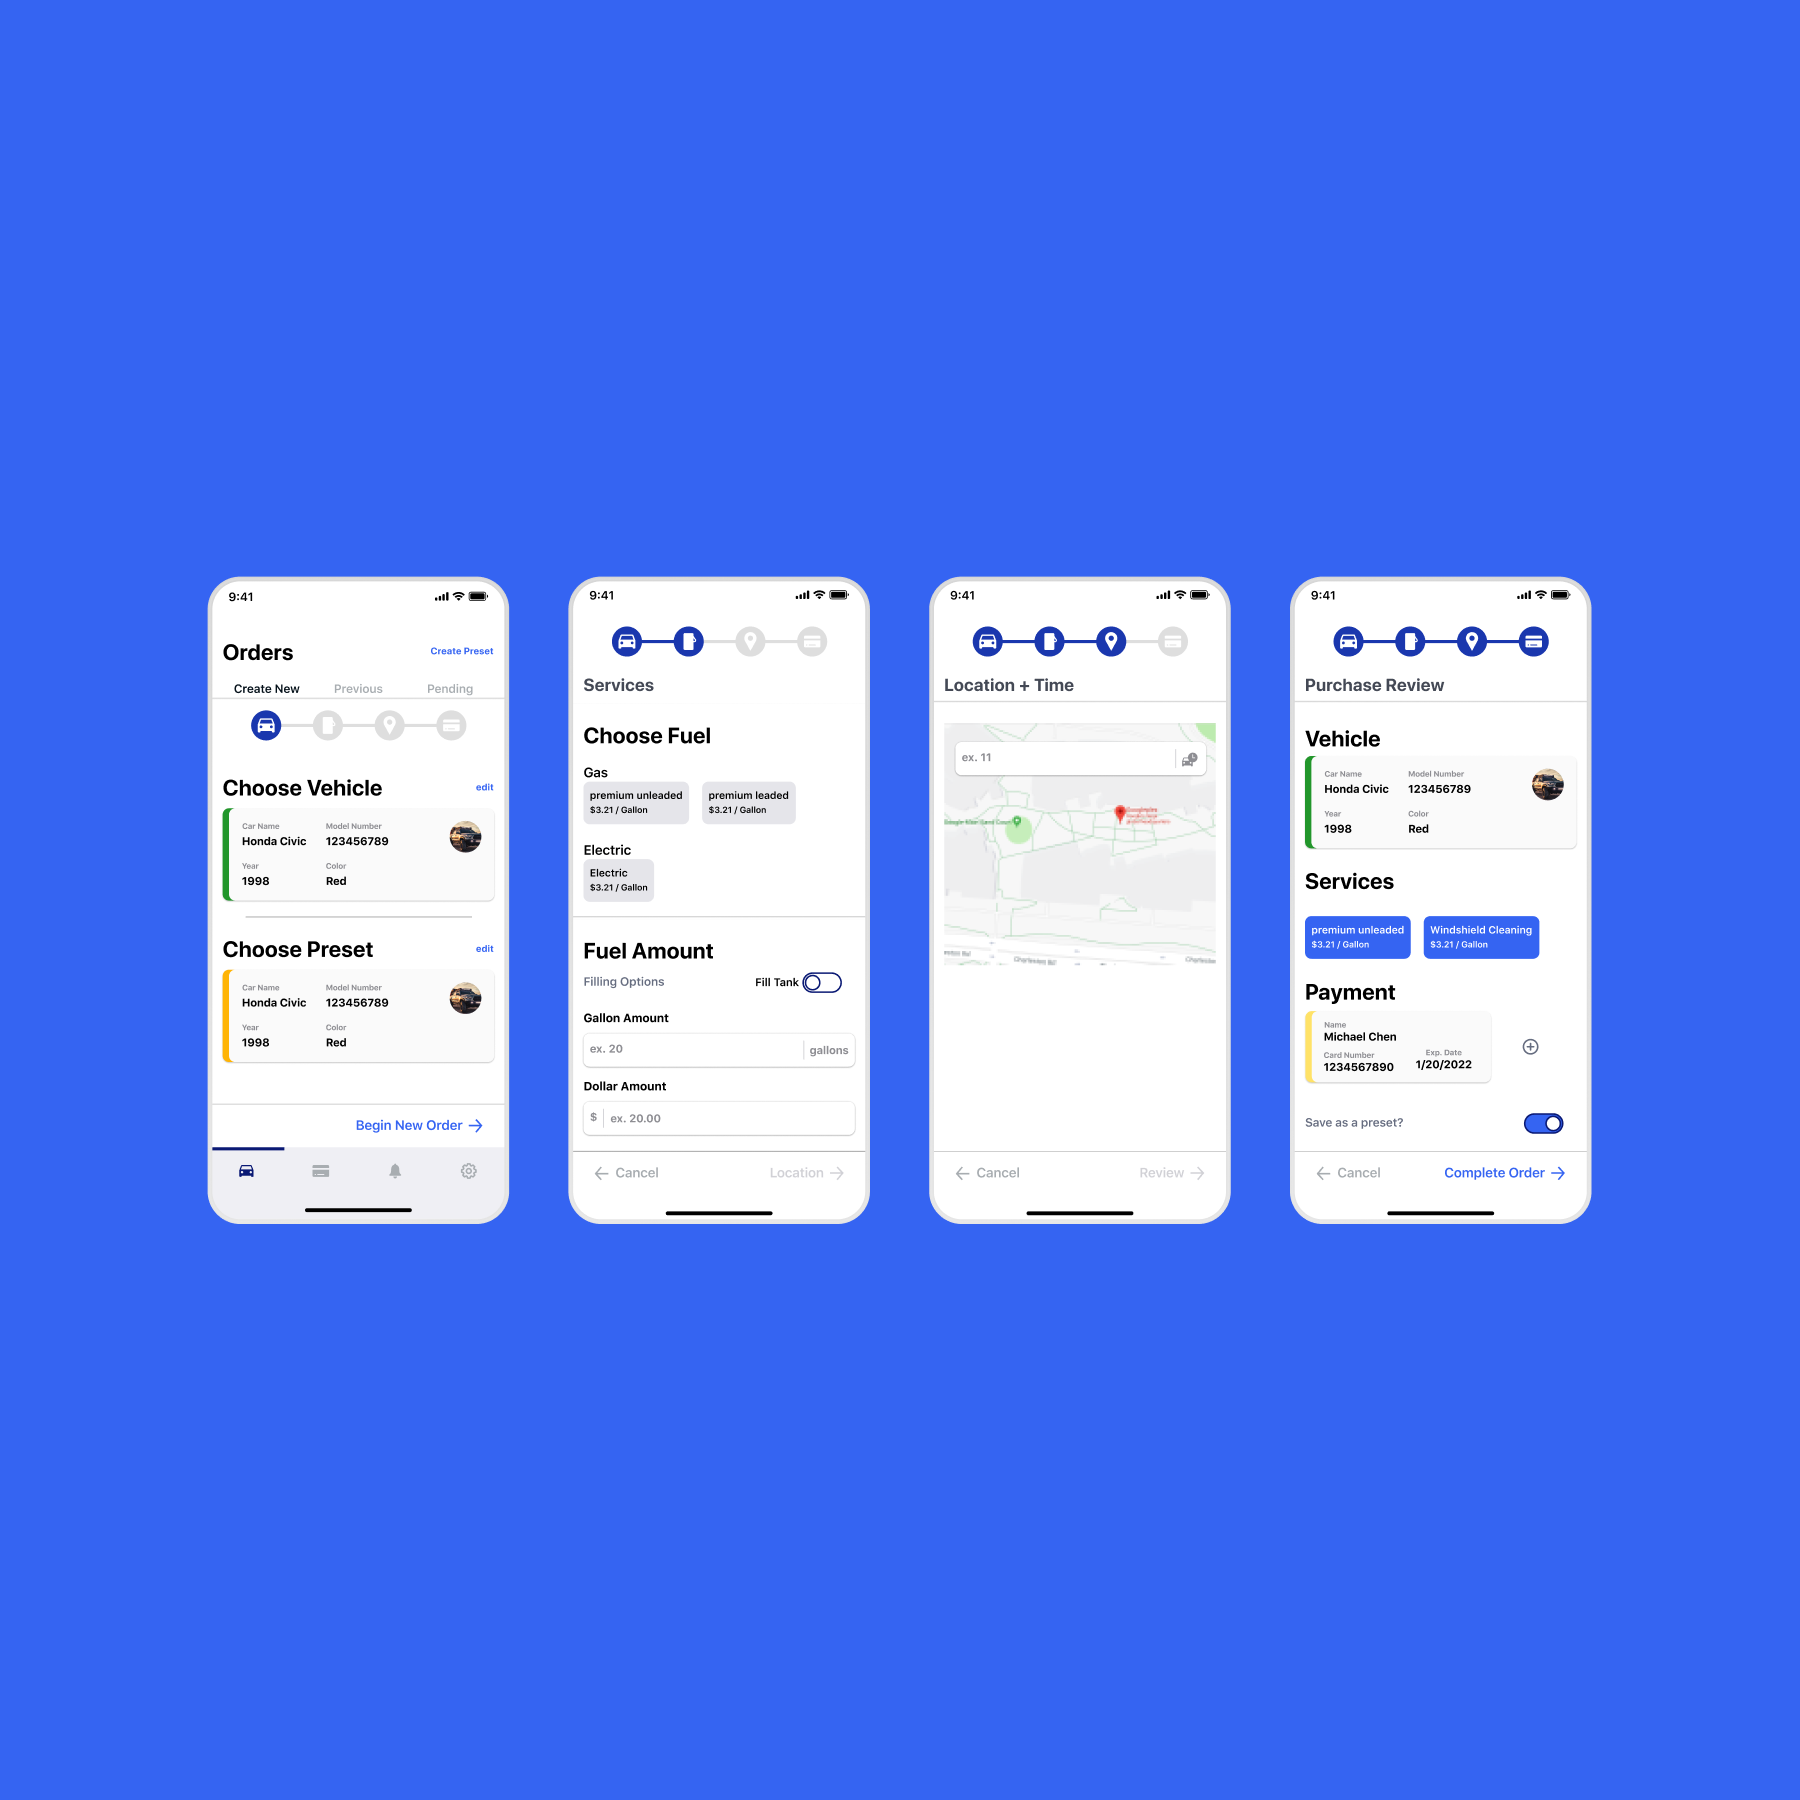 9:41
Orders
Create Preset
Create New
Previous
Pending
Choose Vehicle
edit
Car Name
Model Number
Honda Civic
123456789
Year
Color
1998
Red
Choose Preset
edit
Car Name
Model Number
Honda Civic
123456789
Year
Color
1998
Red
Begin New Order
9:41
Services
Choose Fuel
Gas
premium unleaded
$3.21 / Gallon
premium leaded
$3.21 / Gallon
Electric
Electric
$3.21 / Gallon
Fuel Amount
Filling Options
Fill Tank
Gallon Amount
ex. 20
gallons
Dollar Amount
$
ex. 20.00
Cancel
Location
9:41
Location + Time
ex. 11
Charleston Rd
Cancel
Review
9:41
Purchase Review
Vehicle
Car Name
Model Number
Honda Civic
123456789
Year
Color
1998
Red
Services
premium unleaded
$3.21 / Gallon
Windshield Cleaning
$3.21 / Gallon
Payment
Name
Michael Chen
Card Number
Exp. Date
1234567890
1/20/2022
Save as a preset?
Cancel
Complete Order